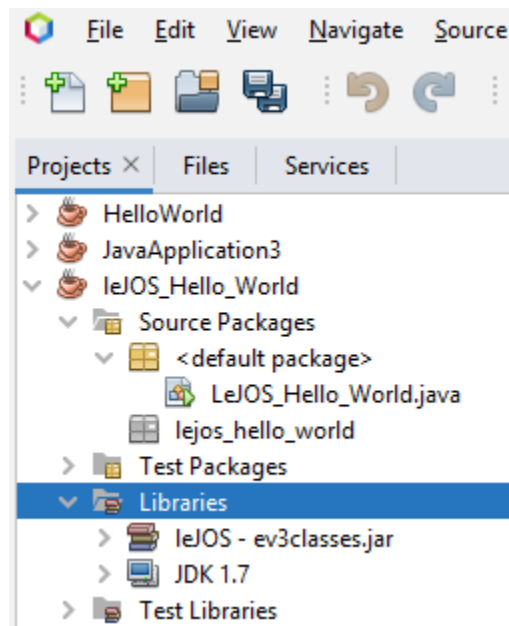 File Edit View Navigate Source
Projects Files Services
HelloWorld
JavaApplication3
leJOS_Hello_World
Source Packages
<default package>
LeJOS_Hello_World.java
lejos_hello_world
Test Packages
Libraries
leJOS - ev3classes.jar
JDK 1.7
Test Libraries